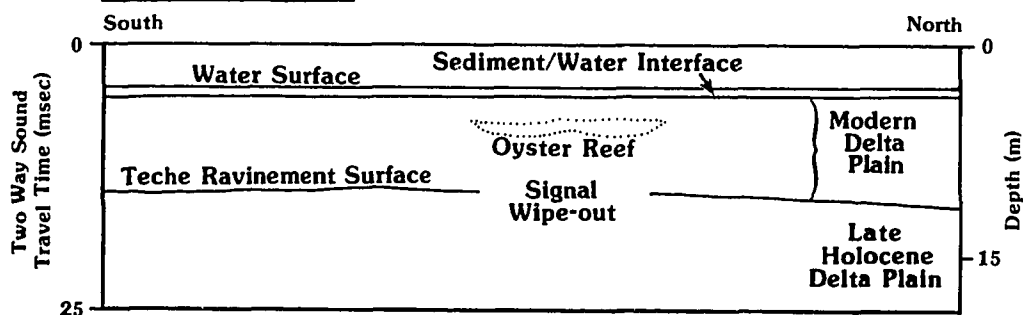 South
North
0
0
Water Surface
Sediment/Water Interface
Two Way Sound
Travel Time (msec)
Oyster Reef
Modern
Delta
Plain
Teche Ravinement Surface
Signal
Wipe-out
Depth (m)
Late
Holocene
Delta Plain
15
25